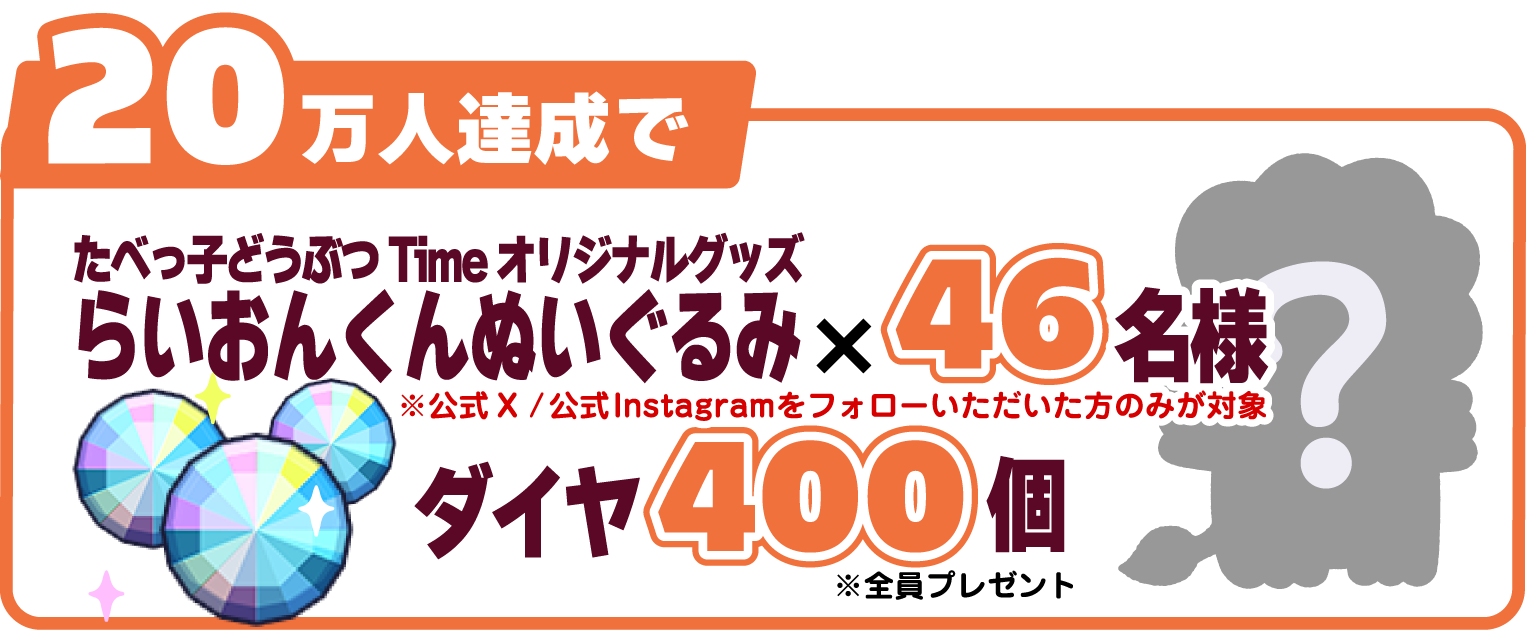 20万人達成で
たべっ子どうぶつTimeオリジナルグッズ
らいおんくんぬいぐるみ×46名様
※公式X/公式Instagramをフォローいただいた方のみが対象
ダイヤ400個
※全員プレゼント
?